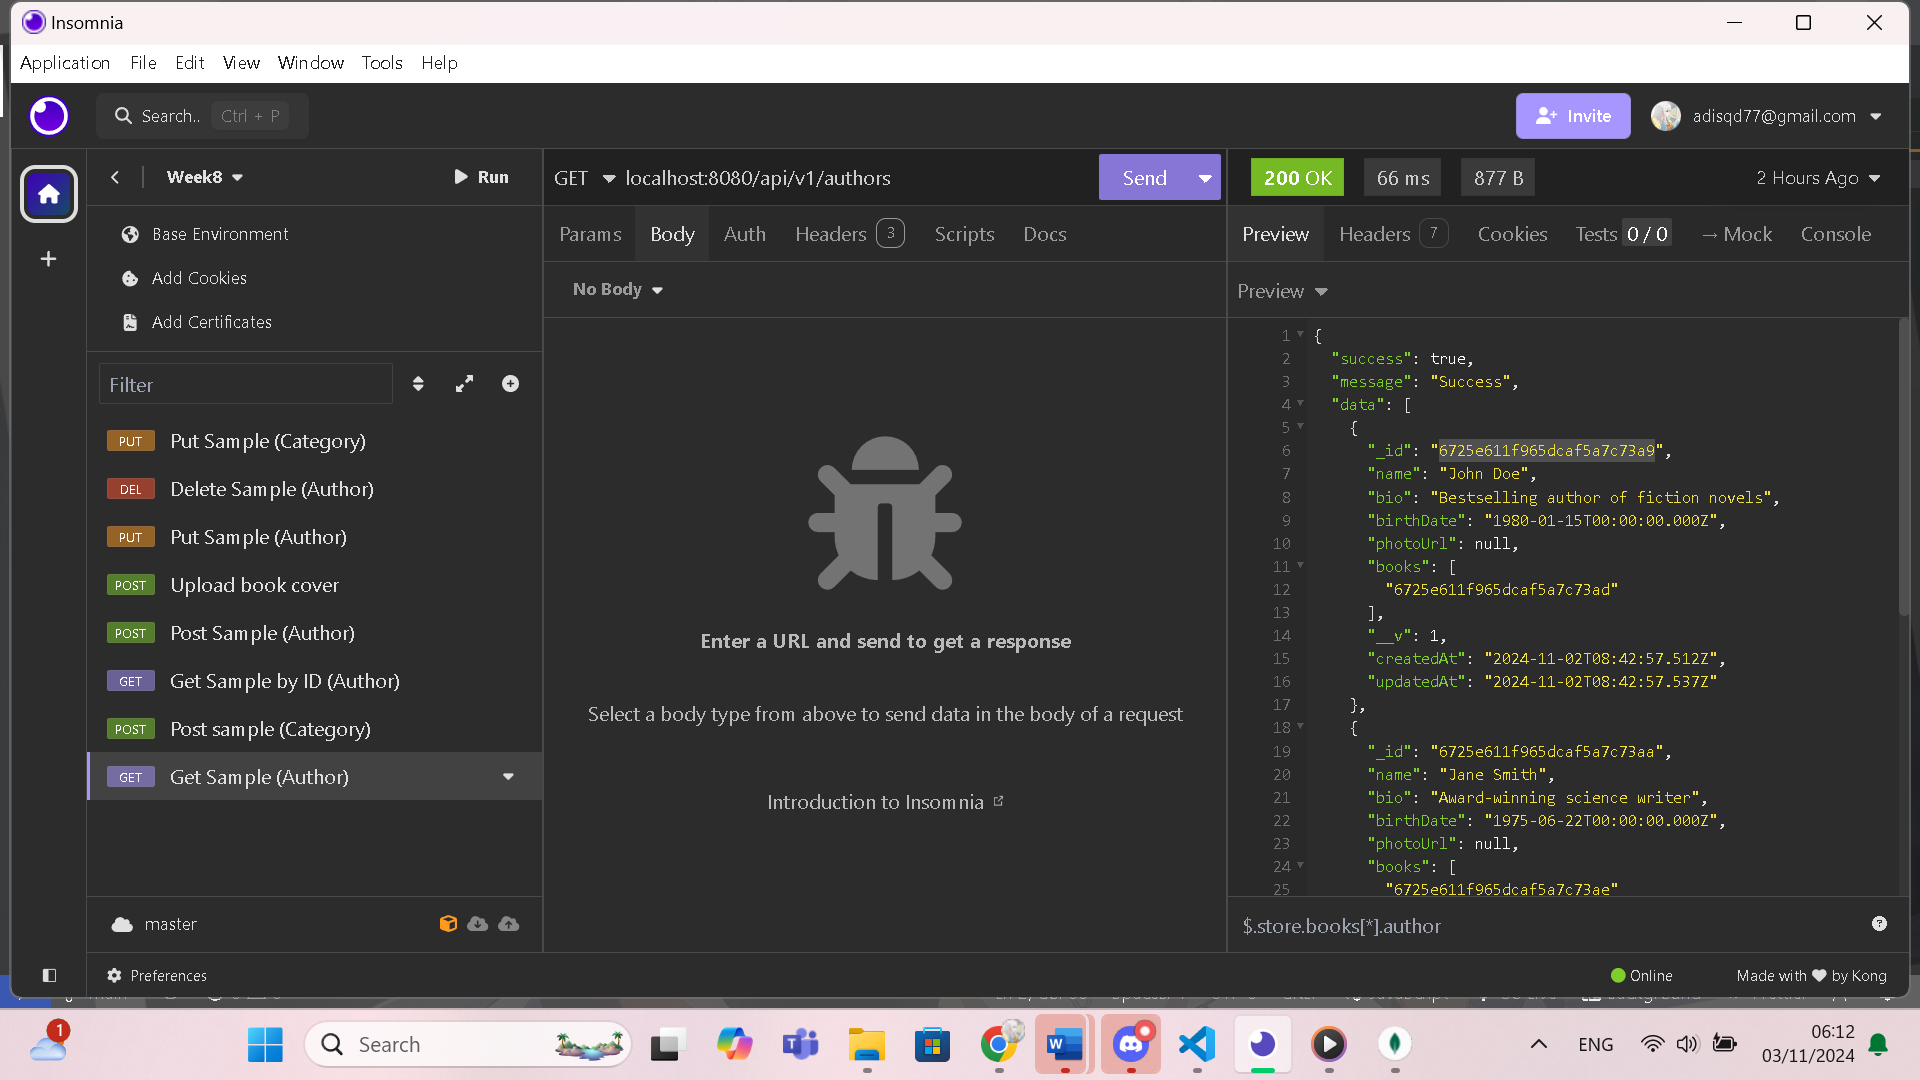 Insomnia
Application File Edit View Window Tools Help
Search.. Ctrl + P
Invite
adisqd77@gmail.com
Week8
Run
Base Environment
Add Cookies
Add Certificates
Filter
PUT Put Sample (Category)
DEL Delete Sample (Author)
PUT Put Sample (Author)
POST Upload book cover
POST Post Sample (Author)
GET Get Sample by ID (Author)
POST Post sample (Category)
GET Get Sample (Author)
master
Preferences
GET localhost:8080/api/v1/authors
Send
Params Body Auth Headers 3 Scripts Docs
No Body
Enter a URL and send to get a response
Select a body type from above to send data in the body of a request
Introduction to Insomnia
200 OK 66 ms 877 B 2 Hours Ago
Preview Headers 7 Cookies Tests 0 / 0 → Mock Console
Preview
1 {
2 "success": true,
3 "message": "Success",
4 "data": [
5 {
6 "_id": "6725e611f965dcaf5a7c73a9",
7 "name": "John Doe",
8 "bio": "Bestselling author of fiction novels",
9 "birthDate": "1980-01-15T00:00:00.000Z",
10 "photoUrl": null,
11 "books": [
12 "6725e611f965dcaf5a7c73ad"
13 ],
14 "__v": 1,
15 "createdAt": "2024-11-02T08:42:57.512Z",
16 "updatedAt": "2024-11-02T08:42:57.537Z"
17 },
18 {
19 "_id": "6725e611f965dcaf5a7c73aa",
20 "name": "Jane Smith",
21 "bio": "Award-winning science writer",
22 "birthDate": "1975-06-22T00:00:00.000Z",
23 "photoUrl": null,
24 "books": [
25 "6725e611f965dcaf5a7c73ae"
$.store.books[*].author
Online
Made with ❤ by Kong
1
Search
ENG
06:12
03/11/2024